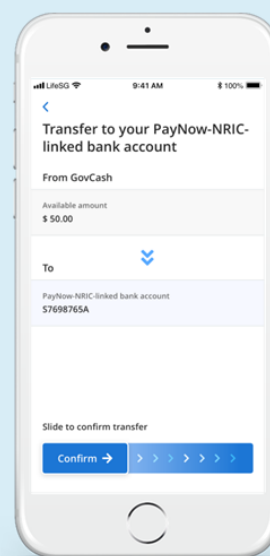 LifeSG 9:41 AM 100%
Transfer to your PayNow-NRIC-
linked bank account
From GovCash
Available amount
$ 50.00
To
PayNow-NRIC-linked bank account
S7698765A
Slide to confirm transfer
Confirm →